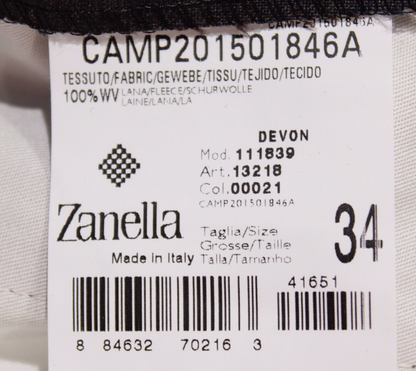 CAMP201501846A
CAMP201501846A
TESSUTO/FABRIC/GEWEBE/TISSU/TEJIDO/TECIDO
100%WV LANA/FLEECE/SCHURWOLLE
LAINE/LANA/LA
DEVON
Mod. 111839
Art. 13218
Col. 00021
CAMP201501846A
Zanella
Taglia/Size
Grosse/Taille
Talla/Tamanho
34
Made in Italy
41651
8 84632 70216 3